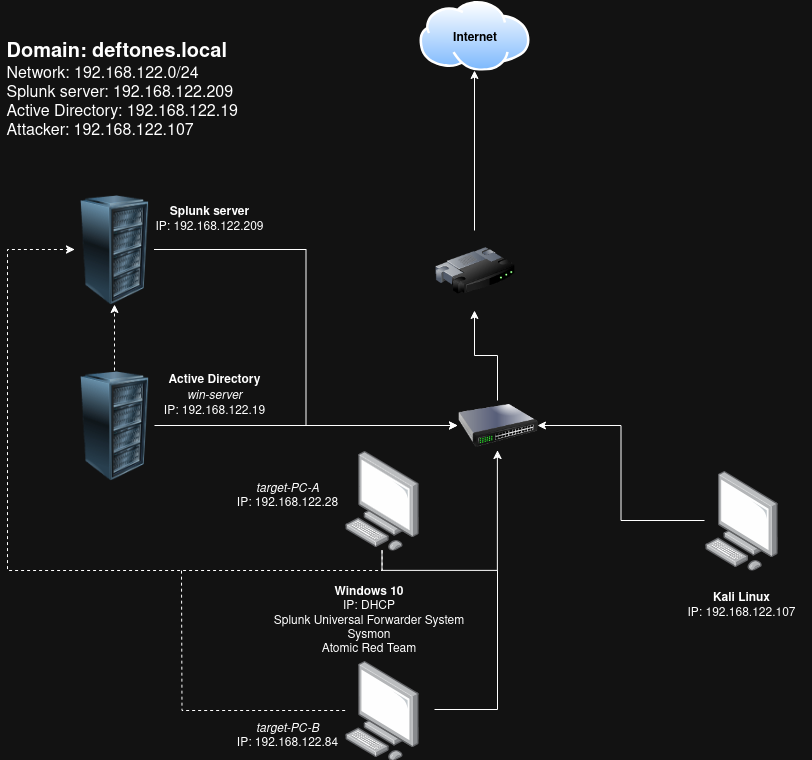 Internet
Domain: deftones.local
Network: 192.168.122.0/24
Splunk server: 192.168.122.209
Active Directory: 192.168.122.19
Attacker: 192.168.122.107
Splunk server
IP: 192.168.122.209
Active Directory
win-server
IP: 192.168.122.19
target-PC-A
IP: 192.168.122.28
Windows 10
IP: DHCP
Splunk Universal Forwarder System
Sysmon
Atomic Red Team
Kali Linux
IP: 192.168.122.107
target-PC-B
IP: 192.168.122.84